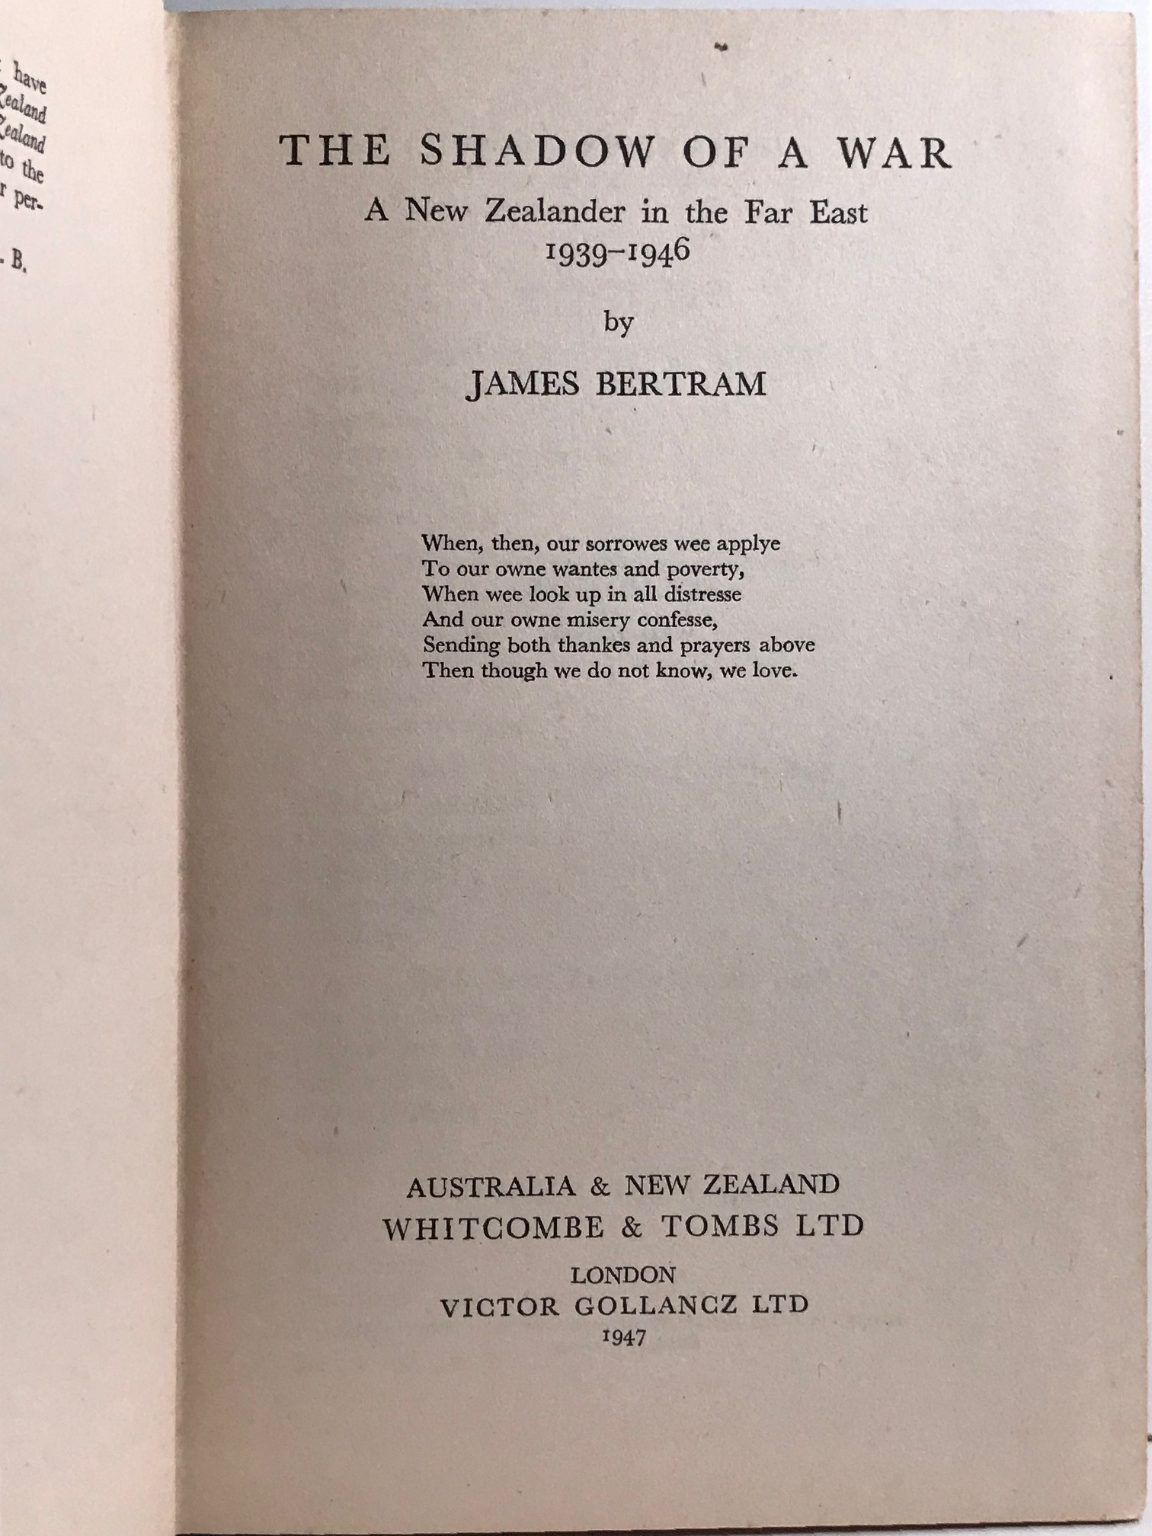 have
Zealand
Zealand
to the
per-
B.
THE SHADOW OF A WAR
A New Zealander in the Far East
1939–1946
by
JAMES BERTRAM
When, then, our sorrowes wee applye
To our owne wantes and poverty,
When wee look up in all distresse
And our owne misery confesse,
Sending both thankes and prayers above
Then though we do not know, we love.
AUSTRALIA & NEW ZEALAND
WHITCOMBE & TOMBS LTD
LONDON
VICTOR GOLLANCZ LTD
1947